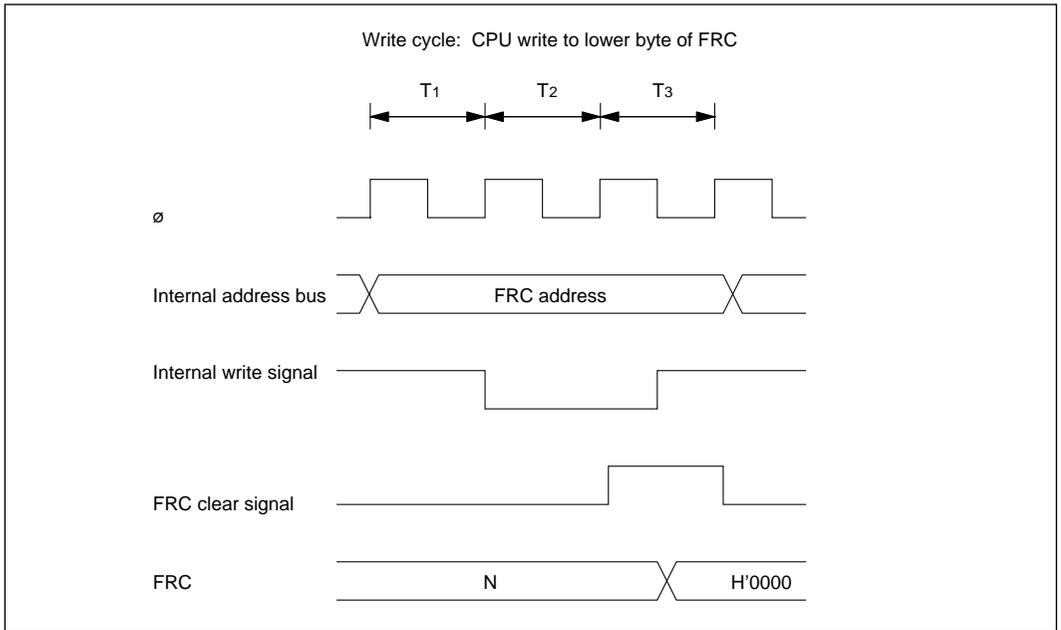 Write cycle: CPU write to lower byte of FRC
T1 T2 T3
ø
Internal address bus FRC address
Internal write signal
FRC clear signal
FRC N H'0000